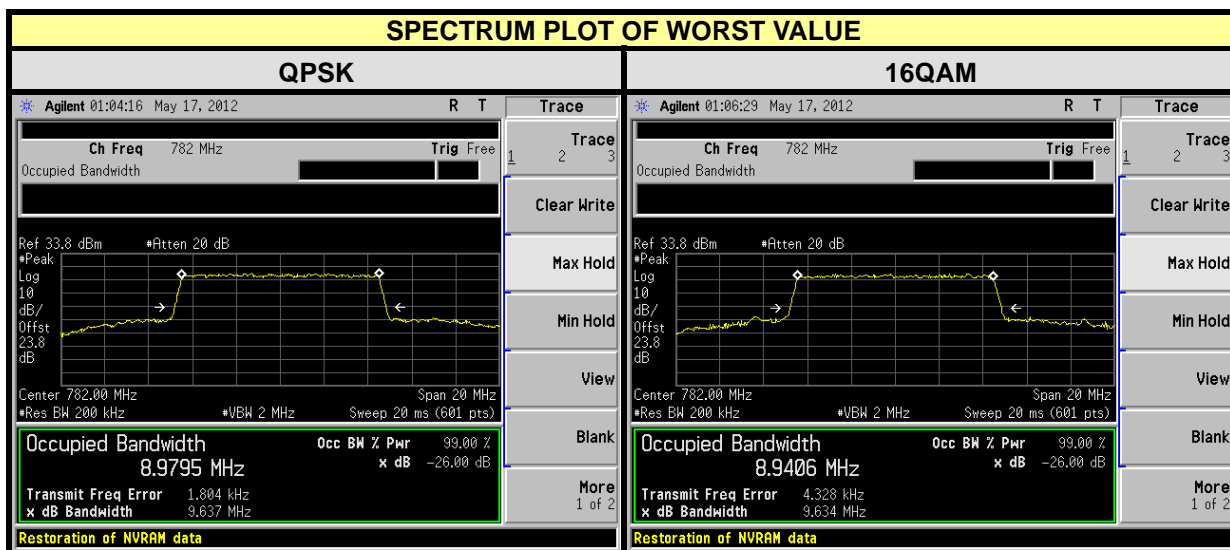 SPECTRUM PLOT OF WORST VALUE
QPSK
16QAM
Agilent 01:04:16 May 17, 2012 R T
Trace
Ch Freq 782 MHz Trig Free
Occupied Bandwidth
Trace
1 2 3
Clear Write
Ref 33.8 dBm #Atten 20 dB
#Peak
Log
10
dB/
Offst
23.8
dB
Max Hold
Min Hold
View
Center 782.00 MHz Span 20 MHz
#Res BW 200 kHz #VBW 2 MHz Sweep 20 ms (601 pts)
Occupied Bandwidth Occ BW % Pwr 99.00 %
8.9795 MHz x dB -26.00 dB
Blank
Transmit Freq Error 1.804 kHz
x dB Bandwidth 9.637 MHz
More
1 of 2
Restoration of NVRAM data
Agilent 01:06:29 May 17, 2012 R T
Trace
Ch Freq 782 MHz Trig Free
Occupied Bandwidth
Trace
1 2 3
Clear Write
Ref 33.8 dBm #Atten 20 dB
#Peak
Log
10
dB/
Offst
23.8
dB
Max Hold
Min Hold
View
Center 782.00 MHz Span 20 MHz
#Res BW 200 kHz #VBW 2 MHz Sweep 20 ms (601 pts)
Occupied Bandwidth Occ BW % Pwr 99.00 %
8.9406 MHz x dB -26.00 dB
Blank
Transmit Freq Error 4.328 kHz
x dB Bandwidth 9.634 MHz
More
1 of 2
Restoration of NVRAM data